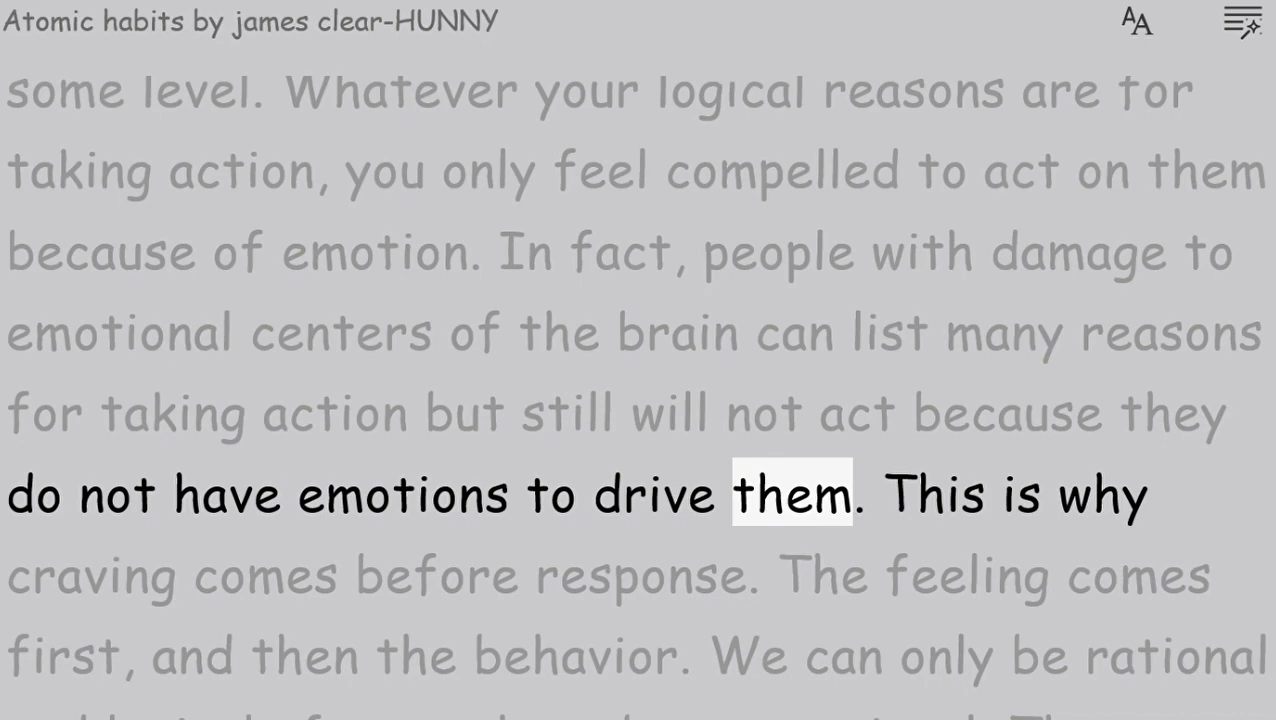 Atomic habits by james clear-HUNNY
AA
some level. Whatever your logical reasons are for
taking action, you only feel compelled to act on them
because of emotion. In fact, people with damage to
emotional centers of the brain can list many reasons
for taking action but still will not act because they
do not have emotions to drive them. This is why
craving comes before response. The feeling comes
first, and then the behavior. We can only be rational